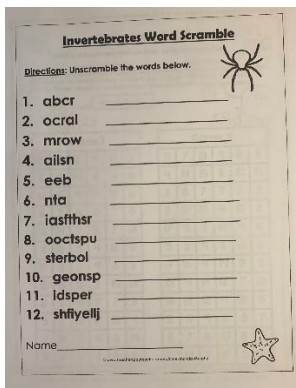 Invertebrates Word Scramble
Directions: Unscramble the words below.
1. abcr
2. ocral
3. mrow
4. ailsn
5. eeb
6. nta
7. iasfthsr
8. ooctspu
9. sterbol
10. geonsp
11. idsper
12. shfiyellj
Name